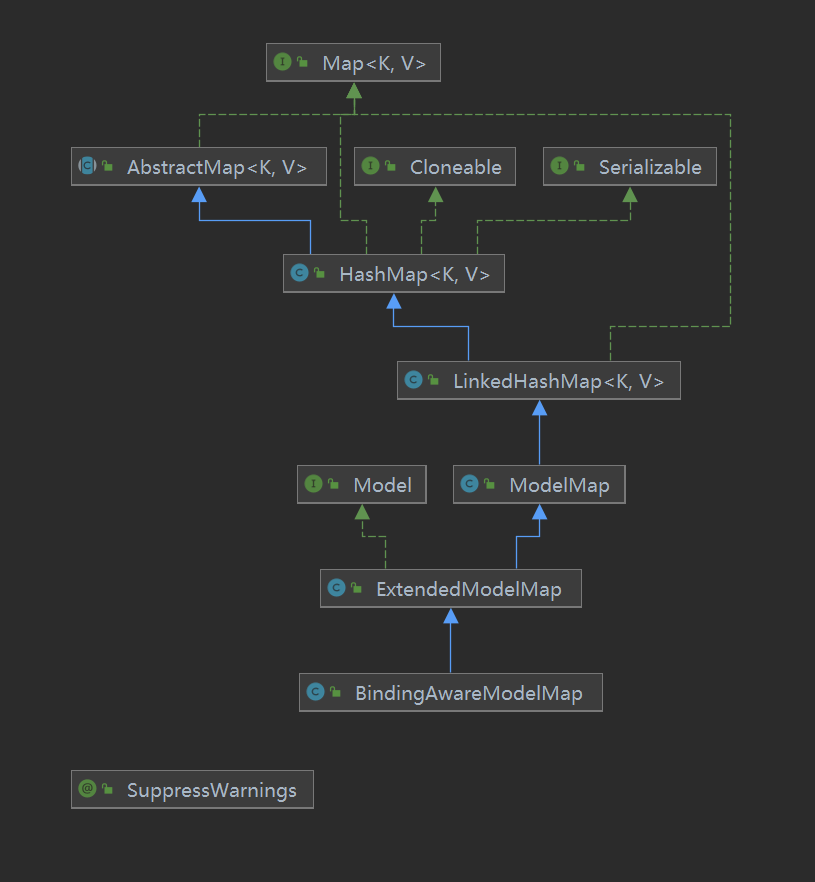 Map<K, V>
AbstractMap<K, V>
Cloneable
Serializable
HashMap<K, V>
LinkedHashMap<K, V>
Model
ModelMap
ExtendedModelMap
BindingAwareModelMap
SuppressWarnings